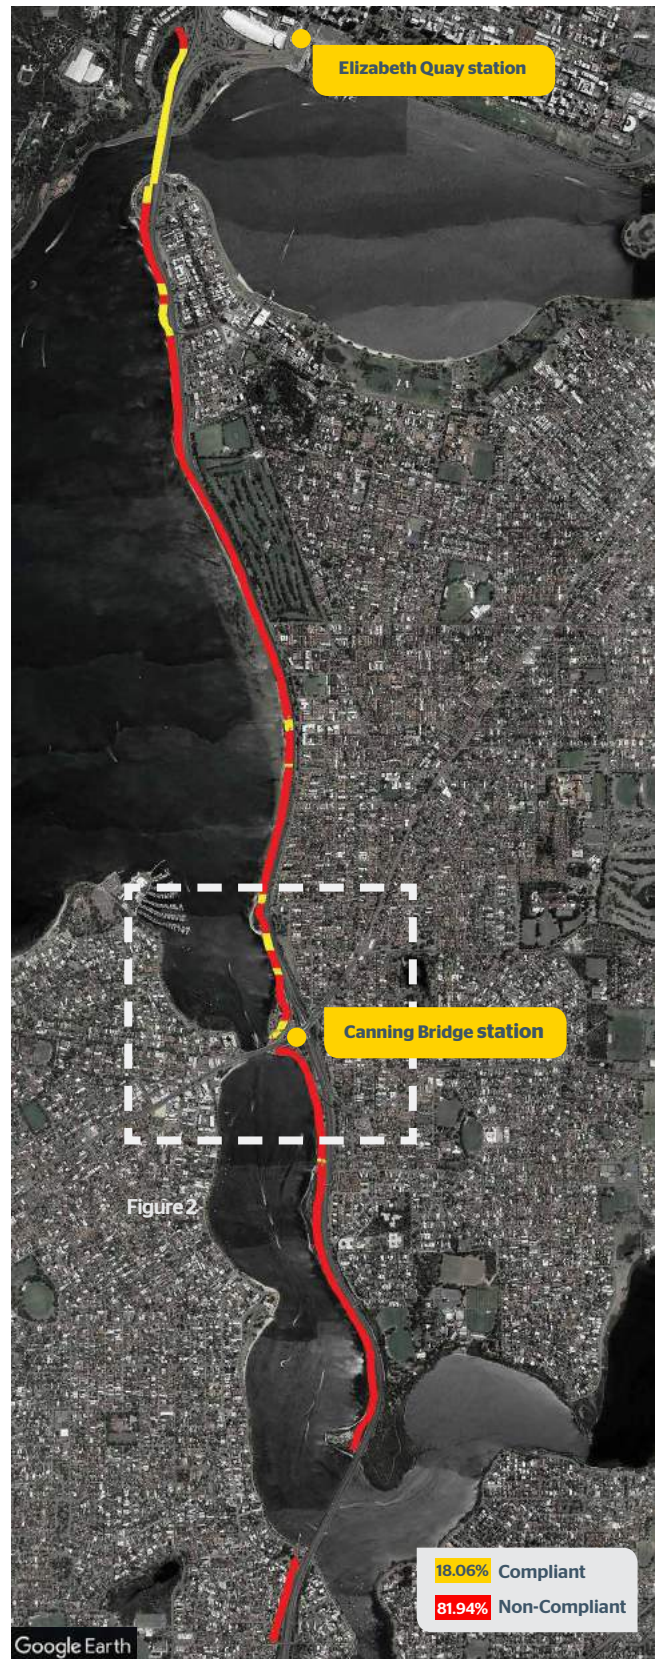 Elizabeth Quay station
Canning Bridge station
Figure 2
18.06% Compliant
81.94% Non-Compliant
Google Earth